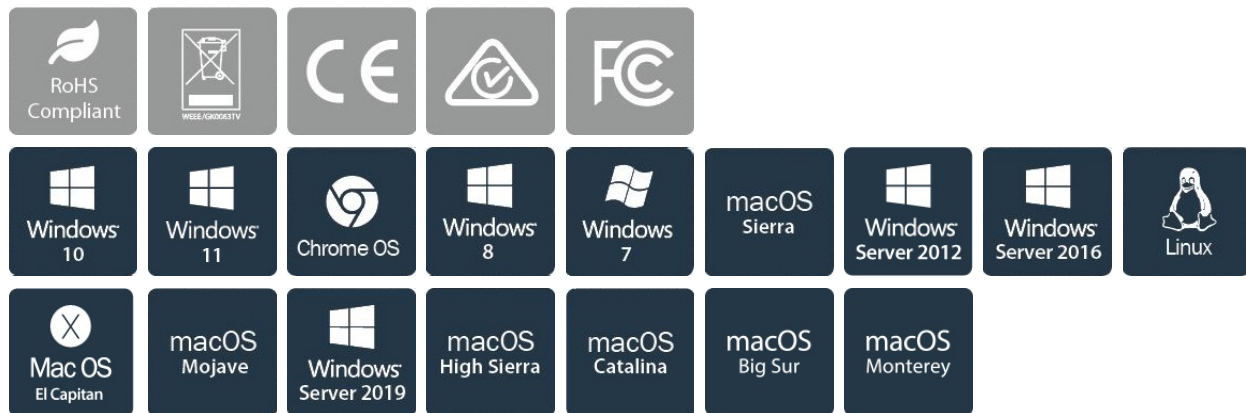 RoHS
Compliant
WEEE/GK0063TV
CE
FC
Windows
10
Windows
11
Chrome OS
Windows
8
Windows
7
macOS
Sierra
Windows
Server 2012
Windows
Server 2016
Linux
X
Mac OS
El Capitan
macOS
Mojave
Windows
Server 2019
macOS
High Sierra
macOS
Catalina
macOS
Big Sur
macOS
Monterey